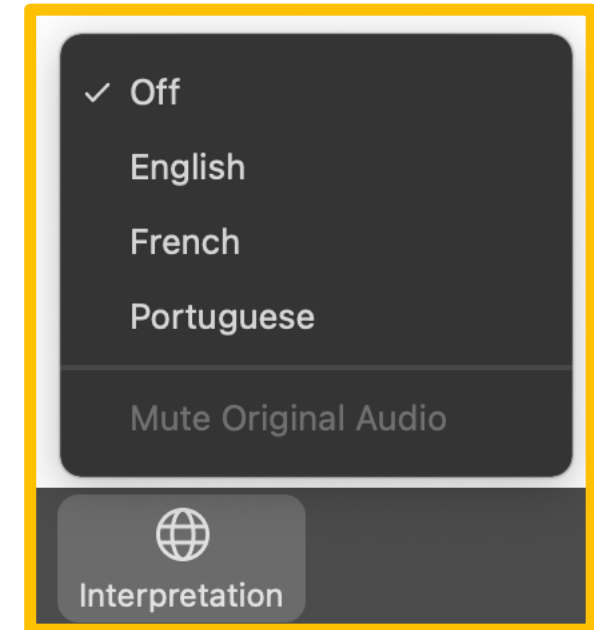 Off
English
French
Portuguese
Mute Original Audio
Interpretation